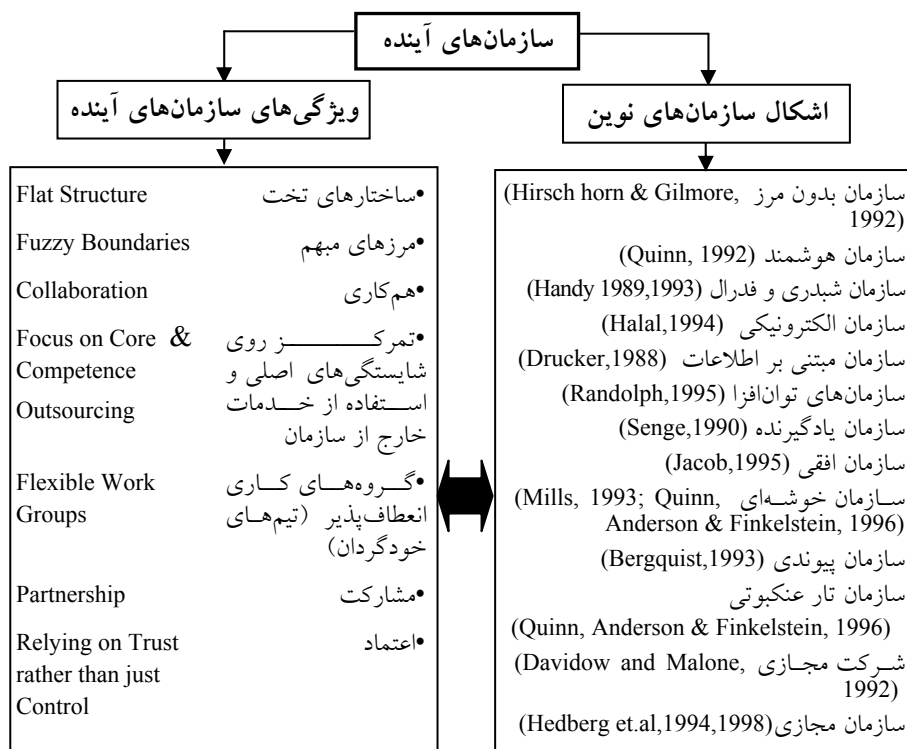 سازمان‌های آینده
اشکال سازمان‌های نوین
سازمان بدون مرز (Hirsch horn & Gilmore,
1992)
سازمان هوشمند (Quinn, 1992)
سازمان شبدری و فدرال (Handy 1989,1993)
سازمان الکترونیکی (Halal,1994)
سازمان مبتنی بر اطلاعات (Drucker,1988)
سازمان‌های توان‌افزا (Randolph,1995)
سازمان یادگیرنده (Senge,1990)
سازمان افقی (Jacob,1995)
سازمان خوشه‌ای (Mills, 1993; Quinn,
Anderson & Finkelstein, 1996)
سازمان پیوندی (Bergquist,1993)
سازمان تار عنکبوتی
(Quinn, Anderson & Finkelstein, 1996)
شرکت مجازی (Davidow and Malone,
1992)
سازمان مجازی (Hedberg et.al,1994,1998)
ویژگی‌های سازمان‌های آینده
•ساختارهای تخت Flat Structure
•مرزهای مبهم Fuzzy Boundaries
•هم‌کاری Collaboration
•تمرکز روی Focus on Core &
شایستگی‌های اصلی و Competence
استفاده از خدمات Outsourcing
خارج از سازمان
•گروه‌های کاری Flexible Work
انعطاف‌پذیر (تیم‌های Groups
خودگردان)
•مشارکت Partnership
•اعتماد Relying on Trust
rather than just
Control